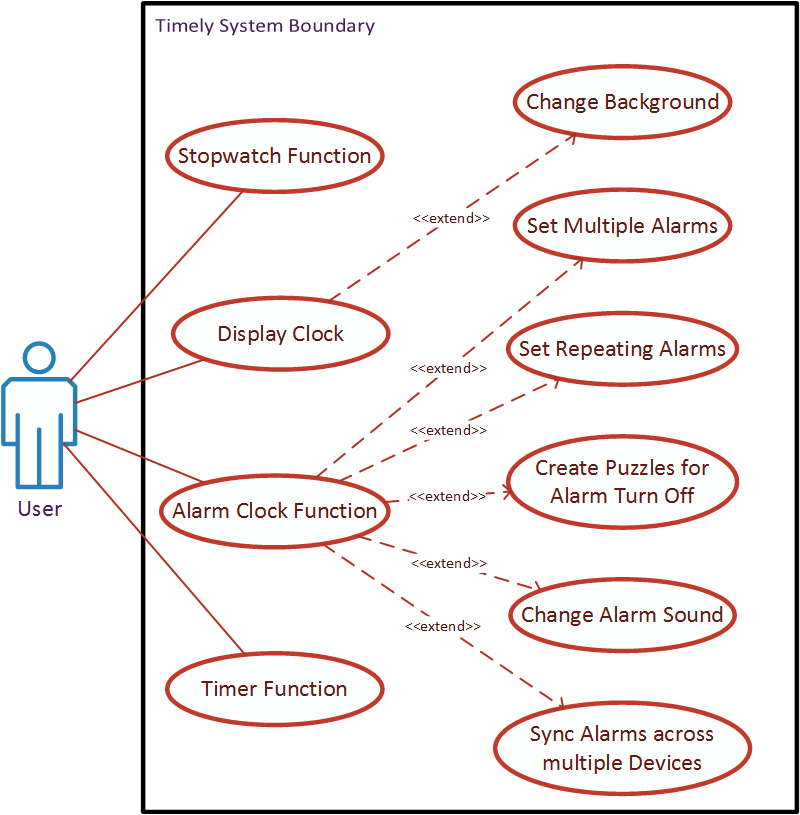 Timely System Boundary
Change Background
Stopwatch Function
<<extend>>
Set Multiple Alarms
Display Clock
Set Repeating Alarms
<<extend>>
<<extend>>
Create Puzzles for
Alarm Turn Off
<<extend>>
User
Alarm Clock Function
<<extend>>
Change Alarm Sound
<<extend>>
Timer Function
Sync Alarms across
multiple Devices